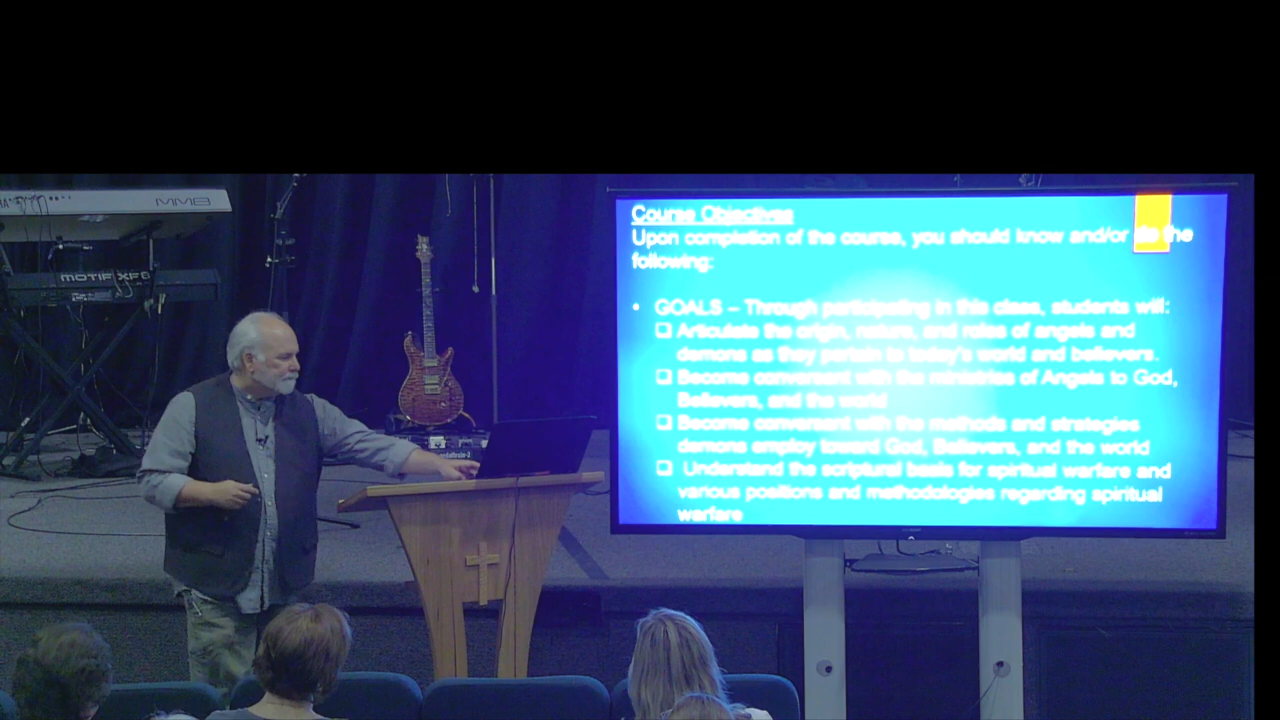 MM8
MOTIF XF8
Course Objectives
Upon completion of the course, you should know and/or the
following:
• GOALS – Through participating in this class, students will:
❑ Articulate the origin, nature, and roles of angels and
demons as they pertain to today's world and believers.
❑ Become conversant with the ministries of Angels to God,
Believers, and the world
❑ Become conversant with the methods and strategies
demons employ toward God, Believers, and the world
❑ Understand the scriptural basis for spiritual warfare and
various positions and methodologies regarding spiritual
warfare